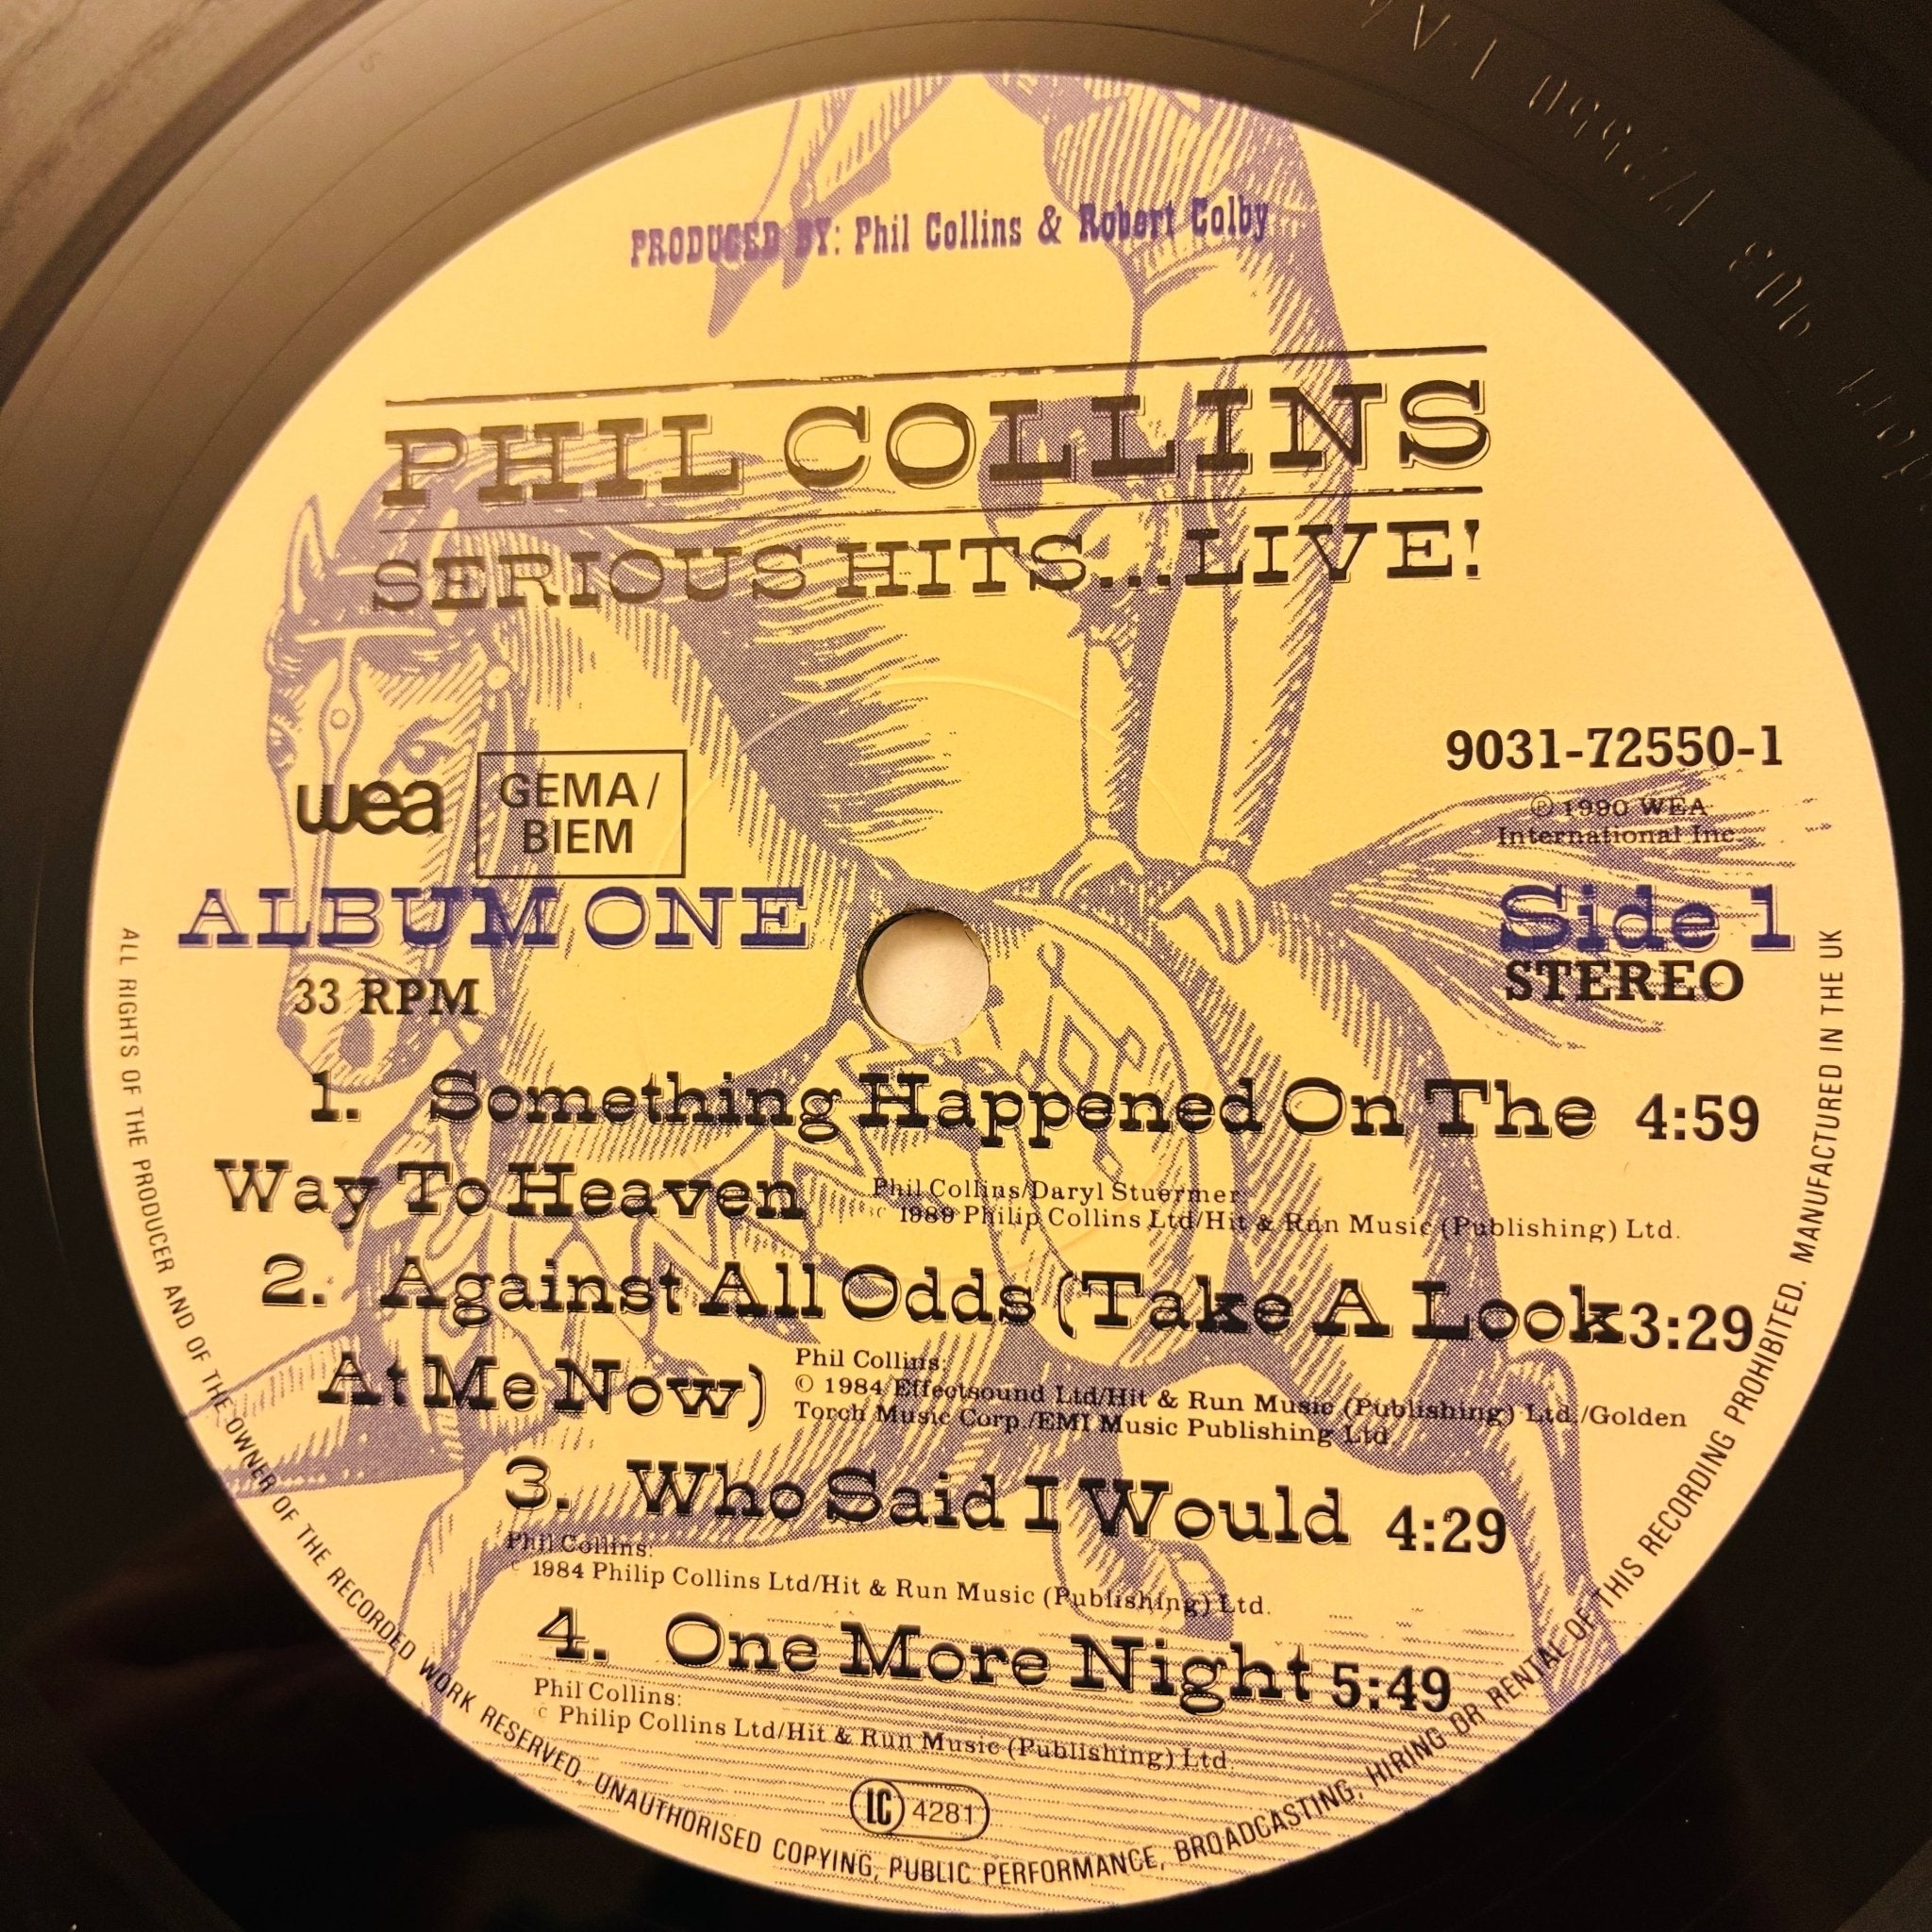 PRODUCED BY: Phil Collins & Robert Colby
PHIL COLLINS
SERIOUS HITS...LIVE!
9031-72550-1
wea
GEMA/
BIEM
℗ 1990 WEA
International Inc.
ALBUM ONE
Side 1
33 RPM
STEREO
1. Something Happened On The 4:59
Way To Heaven
Phil Collins/Daryl Stuermer:
c 1989 Philip Collins Ltd/Hit & Run Music (Publishing) Ltd.
2. Against All Odds (Take A Look 3:29
At Me Now)
Phil Collins:
© 1984 Effectsound Ltd/Hit & Run Music (Publishing) Ltd./Golden
Torch Music Corp./EMI Music Publishing Ltd
3. Who Said I Would 4:29
Phil Collins:
c 1984 Philip Collins Ltd/Hit & Run Music (Publishing) Ltd.
4. One More Night 5:49
Phil Collins:
c Philip Collins Ltd/Hit & Run Music (Publishing) Ltd.
LC 4281
ALL RIGHTS OF THE PRODUCER AND OF THE OWNER OF THE RECORDED WORK RESERVED. UNAUTHORISED COPYING, PUBLIC PERFORMANCE, BROADCASTING, HIRING OR RENTAL OF THIS RECORDING PROHIBITED. MANUFACTURED IN THE UK